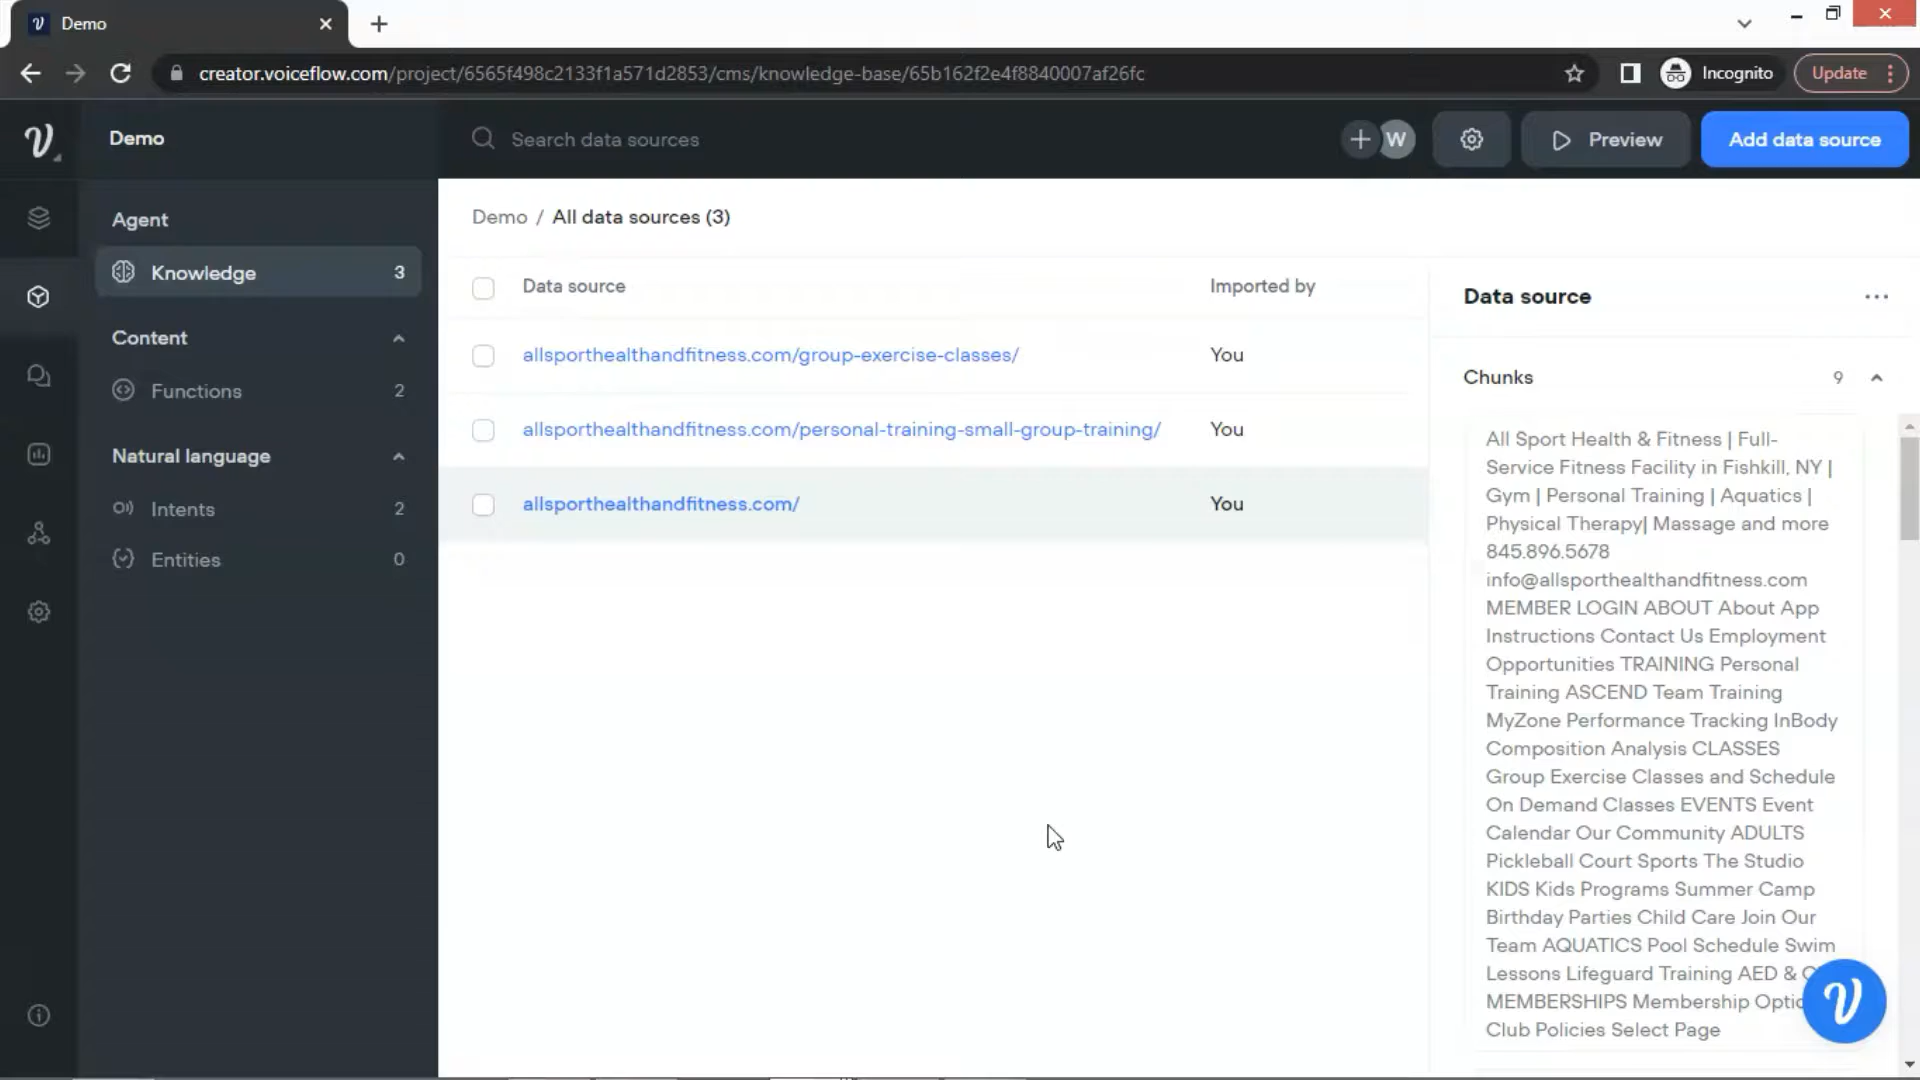 Demo
creator.voiceflow.com/project/6565f498c2133f1a571d2853/cms/knowledge-base/65b162f2e4f8840007af26fc
Incognito
Update
Demo
Search data sources
W
Preview
Add data source
Agent
Knowledge 3
Content
Functions 2
Natural language
Intents 2
Entities 0
Demo / All data sources (3)
Data source Imported by
allsporthealthandfitness.com/group-exercise-classes/ You
allsporthealthandfitness.com/personal-training-small-group-training/ You
allsporthealthandfitness.com/ You
Data source
Chunks 9
All Sport Health & Fitness | Full-
Service Fitness Facility in Fishkill, NY |
Gym | Personal Training | Aquatics |
Physical Therapy| Massage and more
845.896.5678
info@allsporthealthandfitness.com
MEMBER LOGIN ABOUT About App
Instructions Contact Us Employment
Opportunities TRAINING Personal
Training ASCEND Team Training
MyZone Performance Tracking InBody
Composition Analysis CLASSES
Group Exercise Classes and Schedule
On Demand Classes EVENTS Event
Calendar Our Community ADULTS
Pickleball Court Sports The Studio
KIDS Kids Programs Summer Camp
Birthday Parties Child Care Join Our
Team AQUATICS Pool Schedule Swim
Lessons Lifeguard Training AED &
MEMBERSHIPS Membership
Club Policies Select Page